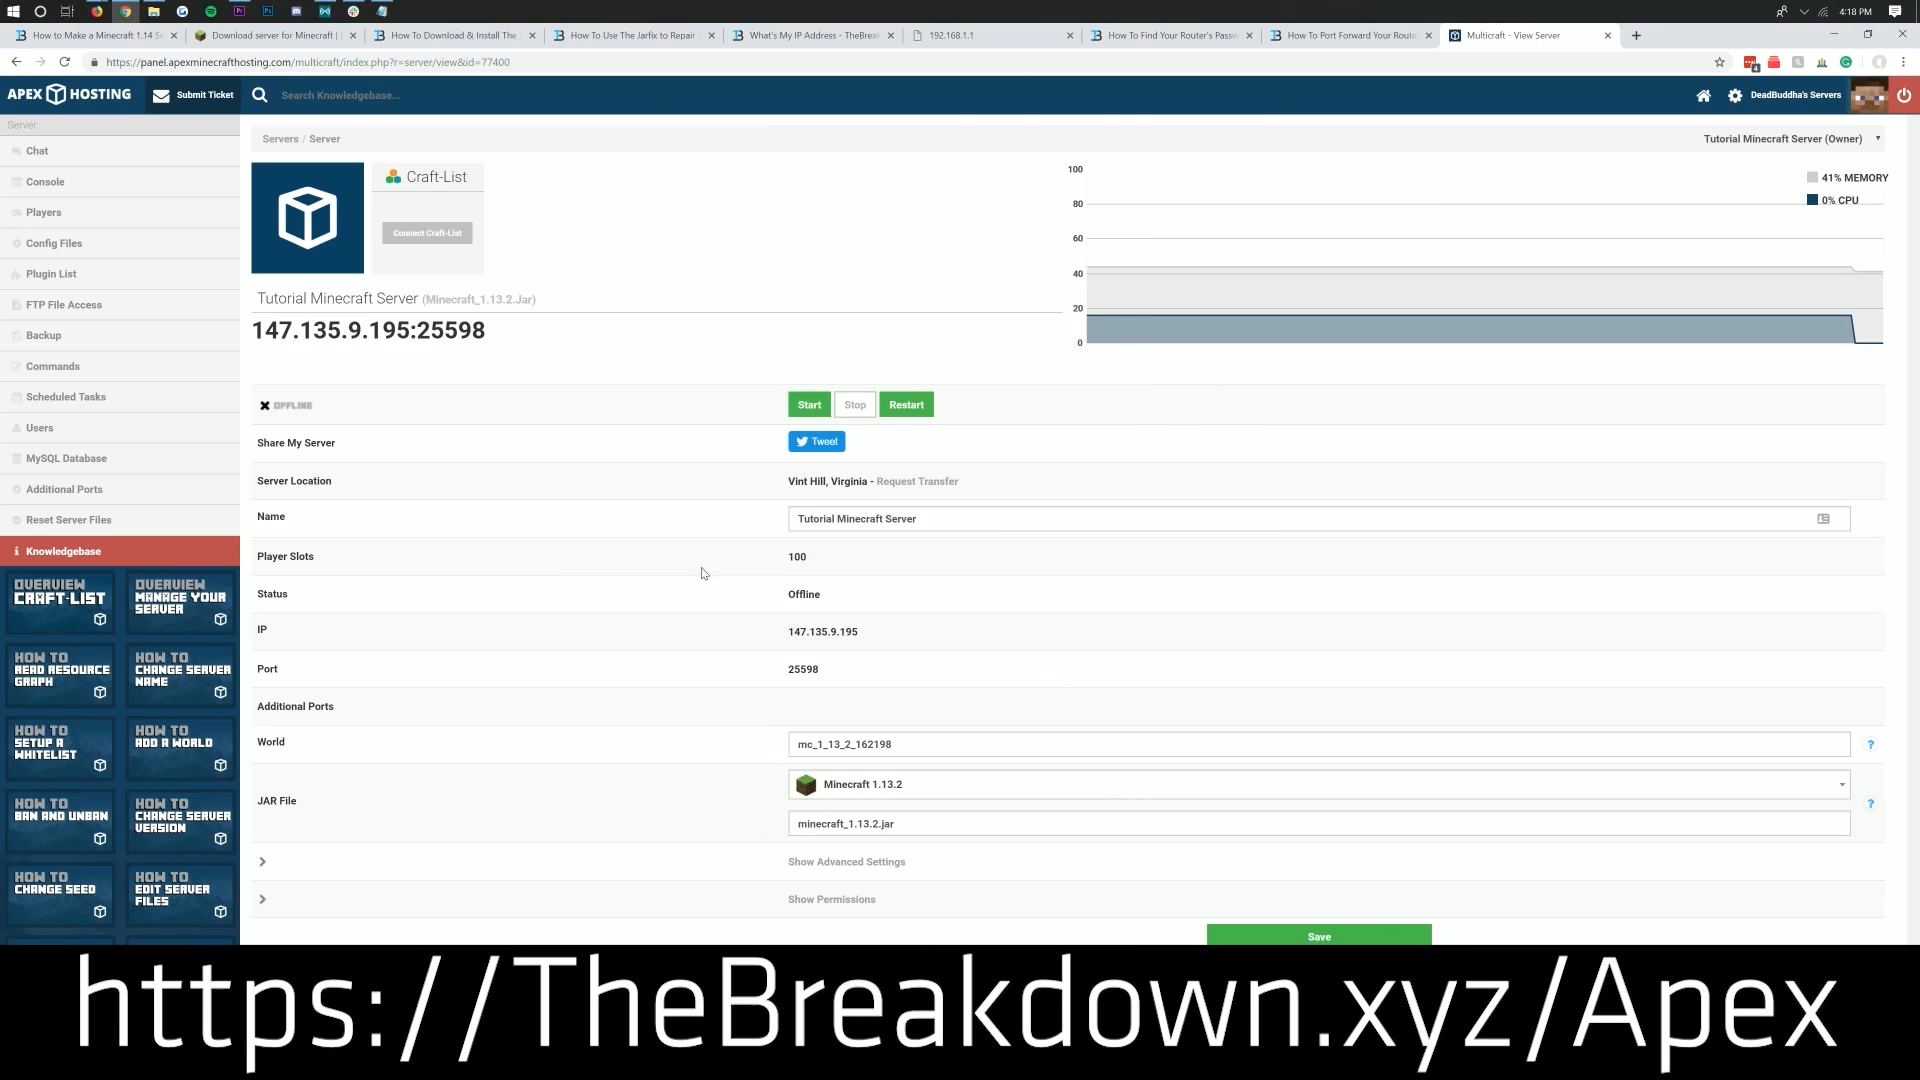 4:18 PM
How to Make a Minecraft 1.14 Se
Download server for Minecraft |
How To Download & Install The J
How To Use The Jarfix to Repair
What's My IP Address - TheBreak
192.168.1.1
How To Find Your Router's Passw
How To Port Forward Your Route
Multicraft - View Server
https://panel.apexminecrafthosting.com/multicraft/index.php?r=server/view&id=77400
4
APEX HOSTING
Submit Ticket
Search Knowledgebase...
DeadBuddha's Servers
Server
Chat
Console
Players
Config Files
Plugin List
FTP File Access
Backup
Commands
Scheduled Tasks
Users
MySQL Database
Additional Ports
Reset Server Files
Knowledgebase
OVERVIEW
CRAFT-LIST
OVERVIEW
MANAGE YOUR
SERVER
HOW TO
READ RESOURCE
GRAPH
HOW TO
CHANGE SERVER
NAME
HOW TO
SETUP A
WHITELIST
HOW TO
ADD A WORLD
HOW TO
BAN AND UNBAN
HOW TO
CHANGE SERVER
VERSION
HOW TO
CHANGE SEED
HOW TO
EDIT SERVER
FILES
Servers / Server
Tutorial Minecraft Server (Owner)
Craft-List
Connect Craft-List
100
80
60
40
20
0
41% MEMORY
0% CPU
Tutorial Minecraft Server (Minecraft_1.13.2.Jar)
147.135.9.195:25598
OFFLINE
Start
Stop
Restart
Share My Server
Tweet
Server Location
Vint Hill, Virginia - Request Transfer
Name
Tutorial Minecraft Server
Player Slots
100
Status
Offline
IP
147.135.9.195
Port
25598
Additional Ports
World
mc_1_13_2_162198
?
JAR File
Minecraft 1.13.2
minecraft_1.13.2.jar
?
Show Advanced Settings
Show Permissions
Save
https://TheBreakdown.xyz/Apex